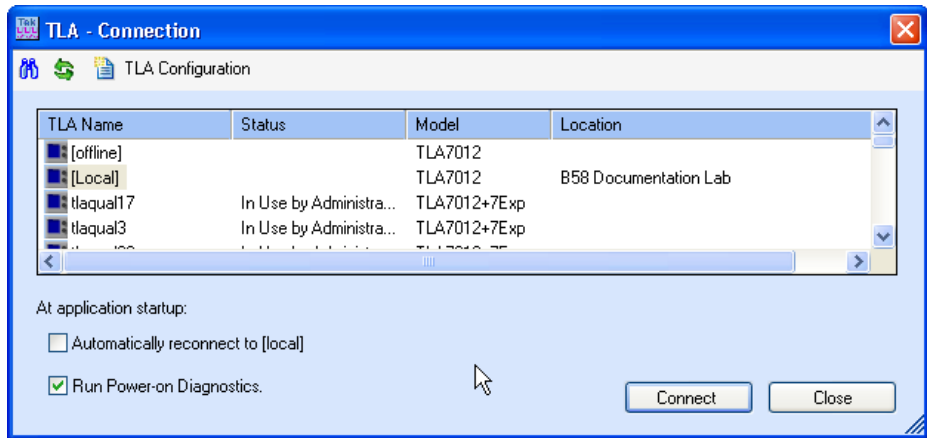 Tek
TLA - Connection
TLA Configuration
TLA Name Status Model Location
[offline] TLA7012
[Local] TLA7012 B58 Documentation Lab
tlaqual17 In Use by Administra... TLA7012+7Exp
tlaqual3 In Use by Administra... TLA7012+7Exp
At application startup:
Automatically reconnect to [local]
Run Power-on Diagnostics.
Connect Close